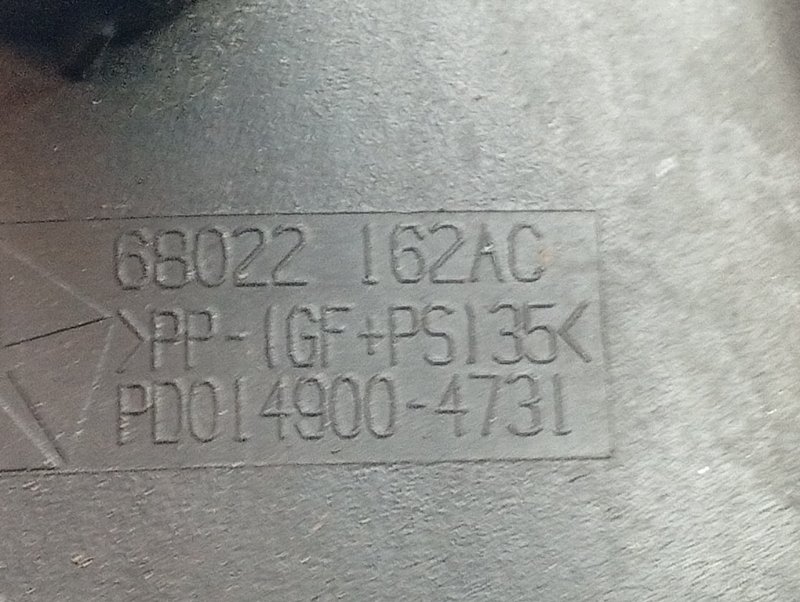 68022 162AC
>PP-(GF+PS)35<
PD014900-4731